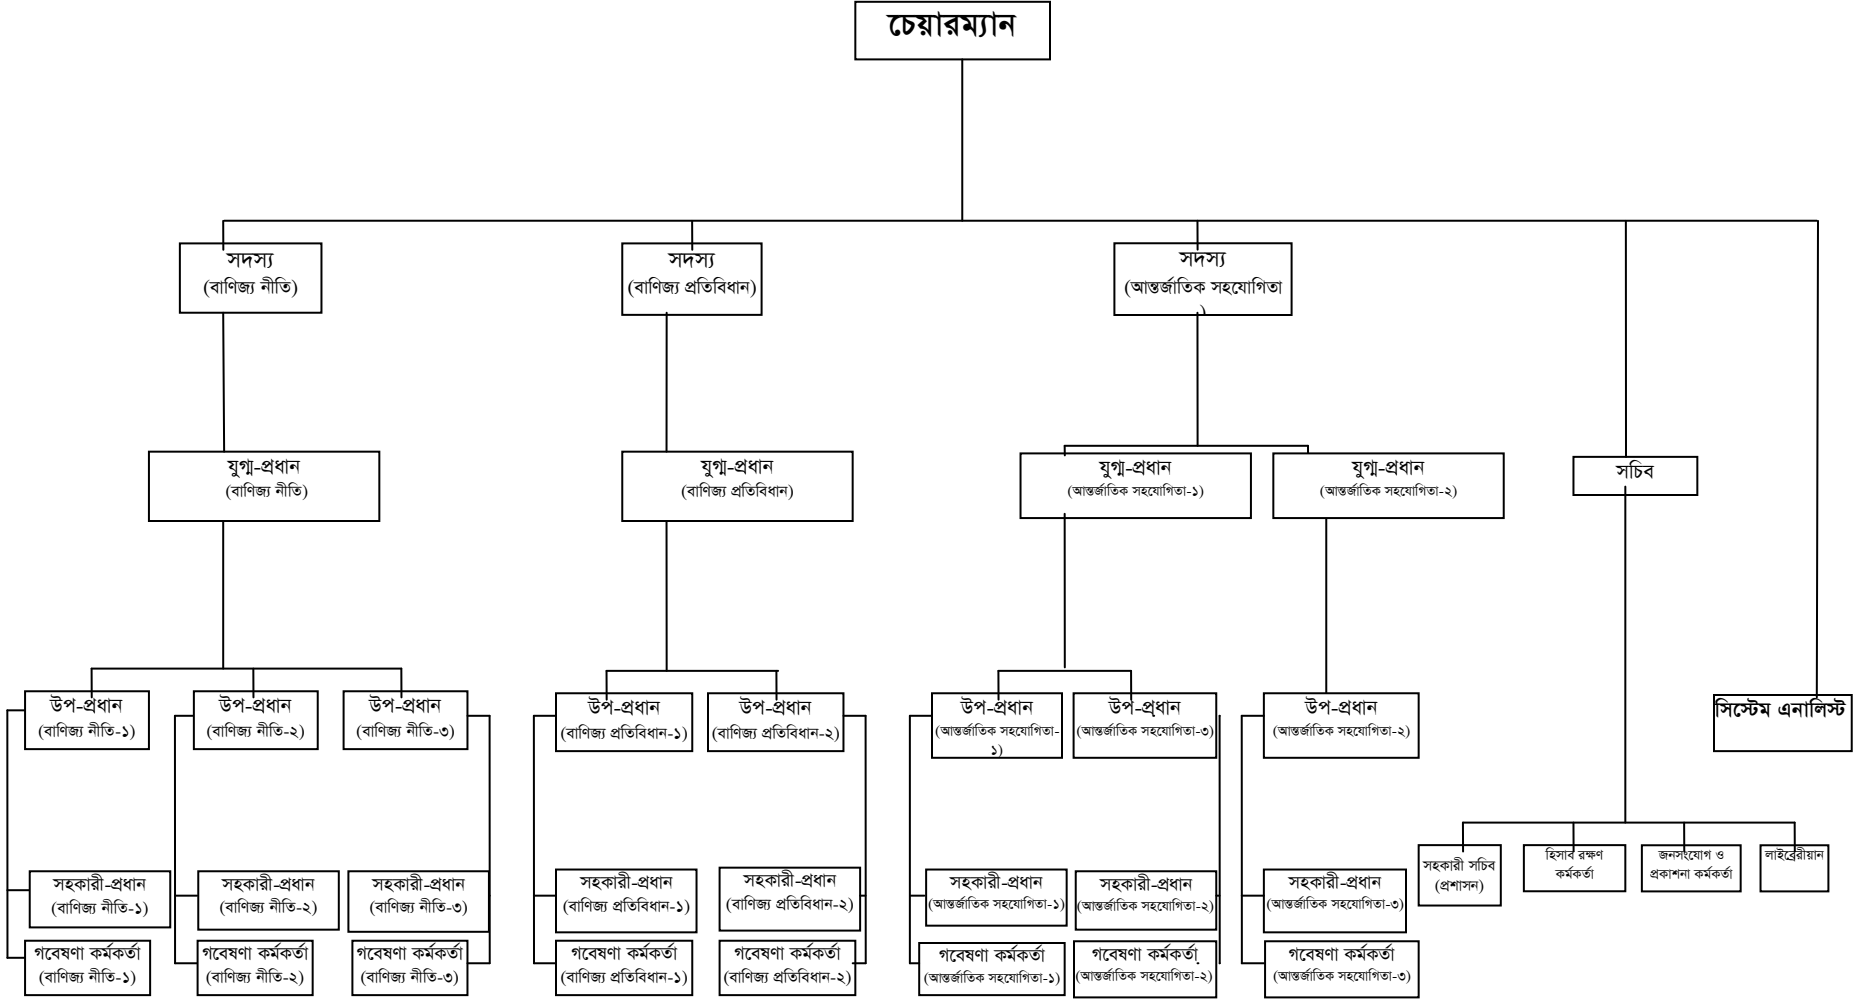 চেয়ারম্যান
সদস্য
(বাণিজ্য নীতি)
সদস্য
(বাণিজ্য প্রতিবিধান)
সদস্য
(আন্তর্জাতিক সহযোগিতা
)
যুগ্ম-প্রধান
(বাণিজ্য নীতি)
যুগ্ম-প্রধান
(বাণিজ্য প্রতিবিধান)
যুগ্ম-প্রধান
(আন্তর্জাতিক সহযোগিতা-১)
যুগ্ম-প্রধান
(আন্তর্জাতিক সহযোগিতা-২)
সচিব
উপ-প্রধান
(বাণিজ্য নীতি-১)
উপ-প্রধান
(বাণিজ্য নীতি-২)
উপ-প্রধান
(বাণিজ্য নীতি-৩)
উপ-প্রধান
(বাণিজ্য প্রতিবিধান-১)
উপ-প্রধান
(বাণিজ্য প্রতিবিধান-২)
উপ-প্রধান
(আন্তর্জাতিক সহযোগিতা-
১)
উপ-প্রধান
(আন্তর্জাতিক সহযোগিতা-৩)
উপ-প্রধান
(আন্তর্জাতিক সহযোগিতা-২)
সিস্টেম এনালিস্ট
সহকারী-প্রধান
(বাণিজ্য নীতি-১)
সহকারী-প্রধান
(বাণিজ্য নীতি-২)
সহকারী-প্রধান
(বাণিজ্য নীতি-৩)
সহকারী-প্রধান
(বাণিজ্য প্রতিবিধান-১)
সহকারী-প্রধান
(বাণিজ্য প্রতিবিধান-২)
সহকারী-প্রধান
(আন্তর্জাতিক সহযোগিতা-১)
সহকারী-প্রধান
(আন্তর্জাতিক সহযোগিতা-২)
সহকারী-প্রধান
(আন্তর্জাতিক সহযোগিতা-৩)
সহকারী সচিব
(প্রশাসন)
হিসাব রক্ষণ
কর্মকর্তা
জনসংযোগ ও
প্রকাশনা কর্মকর্তা
লাইব্রেরীয়ান
গবেষণা কর্মকর্তা
(বাণিজ্য নীতি-১)
গবেষণা কর্মকর্তা
(বাণিজ্য নীতি-২)
গবেষণা কর্মকর্তা
(বাণিজ্য নীতি-৩)
গবেষণা কর্মকর্তা
(বাণিজ্য প্রতিবিধান-১)
গবেষণা কর্মকর্তা
(বাণিজ্য প্রতিবিধান-২)
গবেষণা কর্মকর্তা
(আন্তর্জাতিক সহযোগিতা-১)
গবেষণা কর্মকর্তা
(আন্তর্জাতিক সহযোগিতা-২)
গবেষণা কর্মকর্তা
(আন্তর্জাতিক সহযোগিতা-৩)